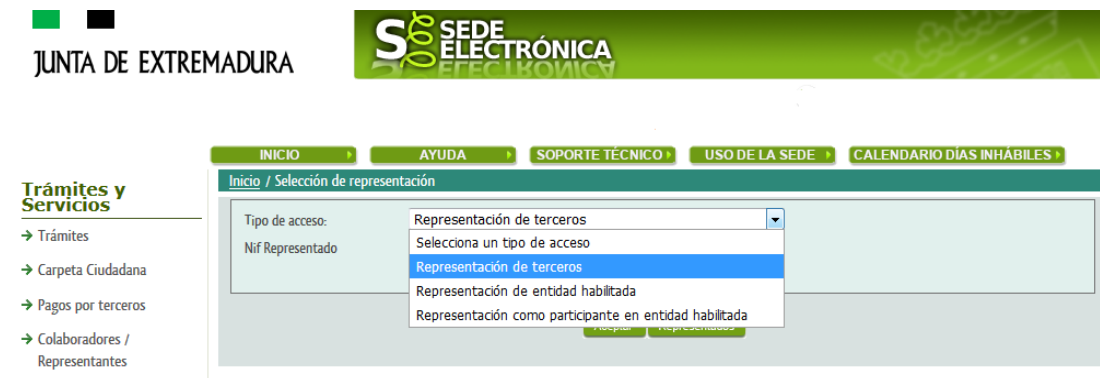 JUNTA DE EXTREMADURA
SEDE
ELECTRÓNICA
INICIO
AYUDA
SOPORTE TÉCNICO
USO DE LA SEDE
CALENDARIO DÍAS INHÁBILES
Trámites y
Servicios
Trámites
Carpeta Ciudadana
Pagos por terceros
Colaboradores /
Representantes
Inicio / Selección de representación
Tipo de acceso:
Representación de terceros
Nif Representado
Selecciona un tipo de acceso
Representación de terceros
Representación de entidad habilitada
Representación como participante en entidad habilitada
Aceptar
Representados